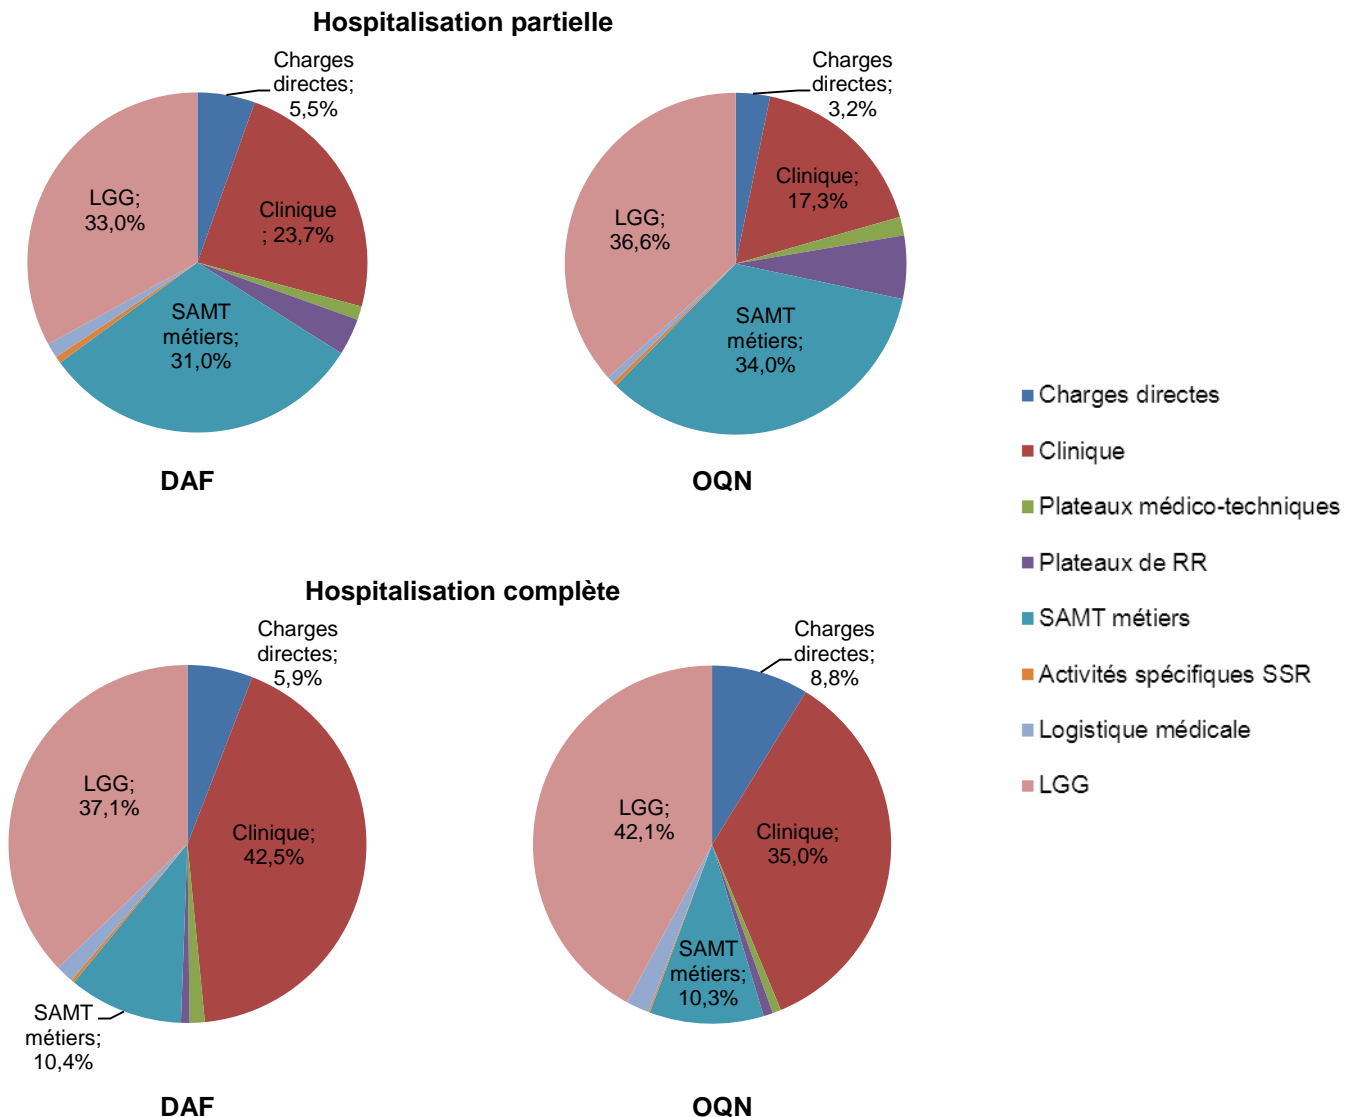 Hospitalisation partielle
Charges
directes;
5,5%
Clinique
; 23,7%
SAMT
métiers;
31,0%
LGG;
33,0%
DAF
Charges
directes;
3,2%
Clinique;
17,3%
SAMT
métiers;
34,0%
LGG;
36,6%
OQN
Hospitalisation complète
Charges
directes;
5,9%
Clinique;
42,5%
SAMT
métiers;
10,4%
LGG;
37,1%
DAF
Charges
directes;
8,8%
Clinique;
35,0%
SAMT
métiers;
10,3%
LGG;
42,1%
OQN
Charges directes
Clinique
Plateaux médico-techniques
Plateaux de RR
SAMT métiers
Activités spécifiques SSR
Logistique médicale
LGG